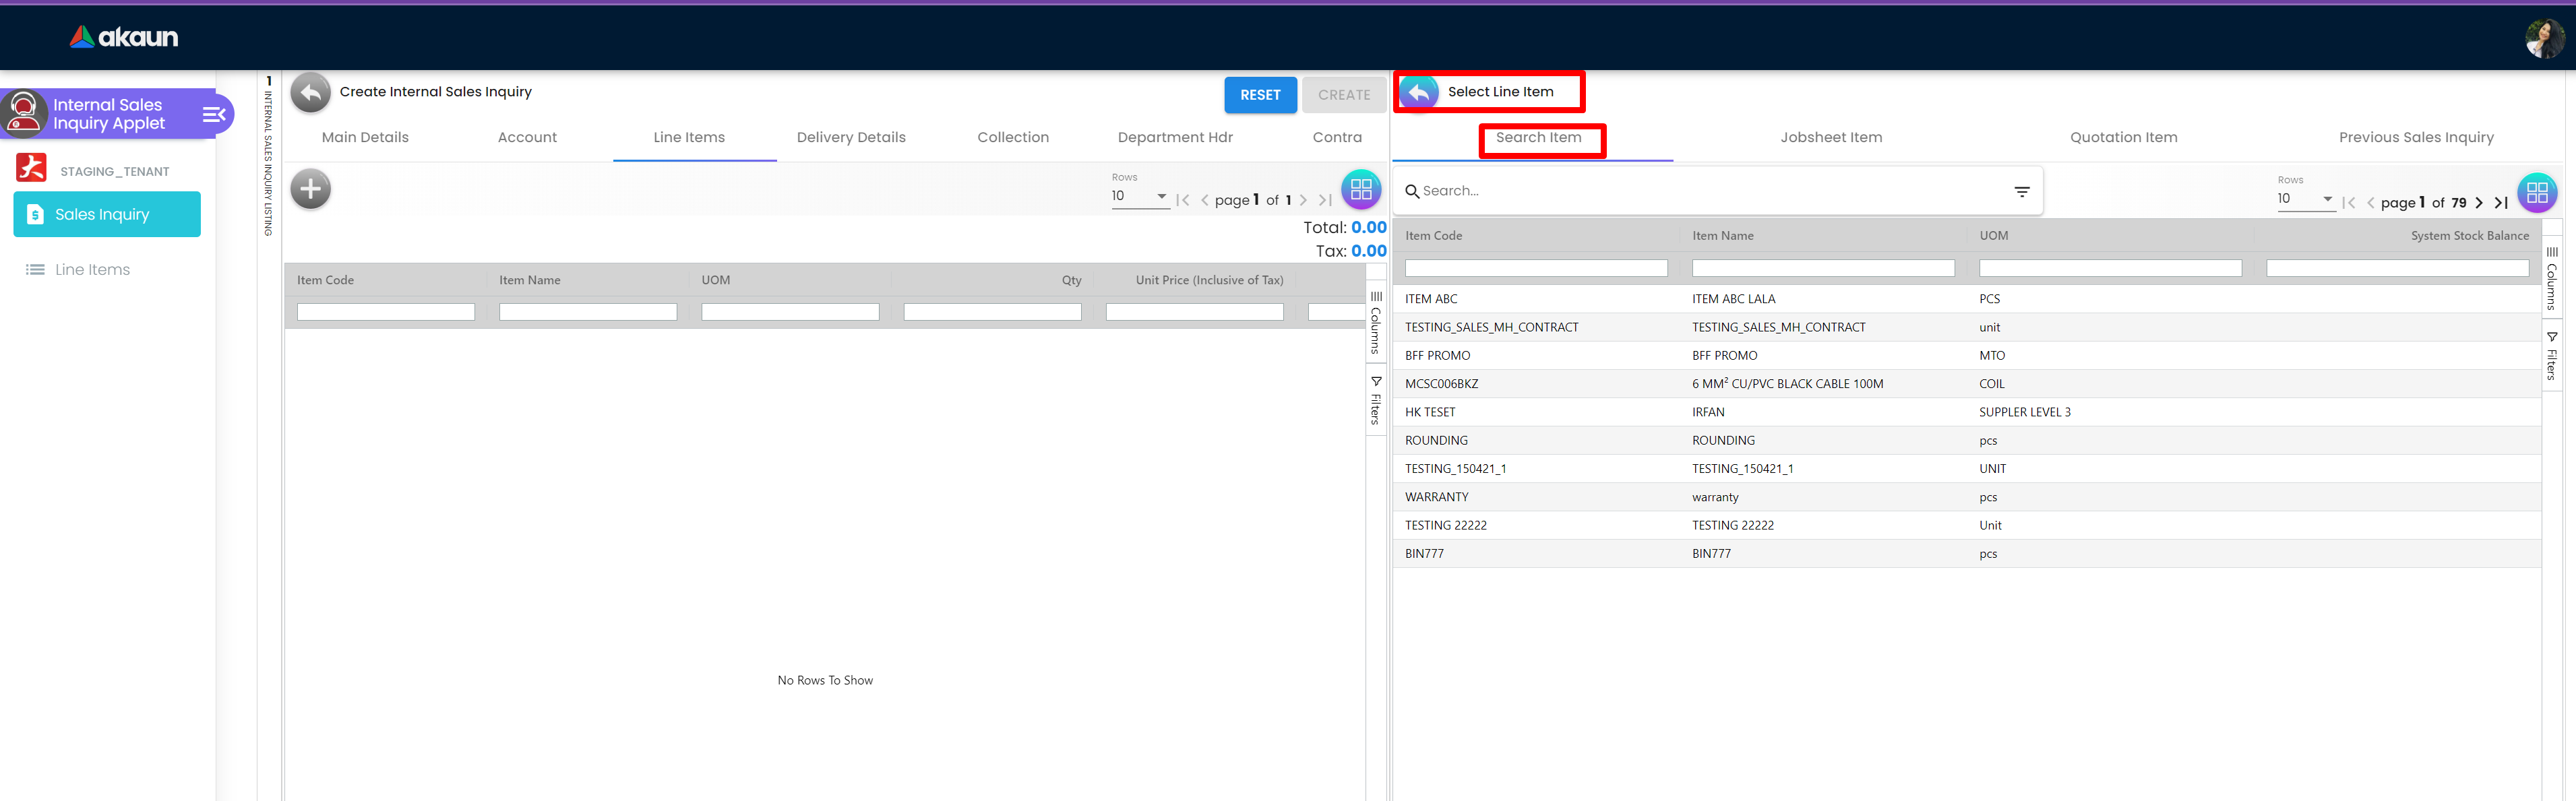 akaun
Internal Sales
Inquiry Applet
STAGING_TENANT
Sales Inquiry
Line Items
1
INTERNAL SALES INQUIRY LISTING
Create Internal Sales Inquiry
RESET
CREATE
Main Details
Account
Line Items
Delivery Details
Collection
Department Hdr
Contra
Rows
10
page 1 of 1
Total: 0.00
Tax: 0.00
Item Code
Item Name
UOM
Qty
Unit Price (Inclusive of Tax)
Columns
Filters
No Rows To Show
Select Line Item
Search Item
Jobsheet Item
Quotation Item
Previous Sales Inquiry
Search...
Rows
10
page 1 of 79
Item Code Item Name UOM System Stock Balance
ITEM ABC ITEM ABC LALA PCS
TESTING_SALES_MH_CONTRACT TESTING_SALES_MH_CONTRACT unit
BFF PROMO BFF PROMO MTO
MCSC006BKZ 6 MM² CU/PVC BLACK CABLE 100M COIL
HK TESET IRFAN SUPPLER LEVEL 3
ROUNDING ROUNDING pcs
TESTING_150421_1 TESTING_150421_1 UNIT
WARRANTY warranty pcs
TESTING 22222 TESTING 22222 Unit
BIN777 BIN777 pcs
Columns
Filters